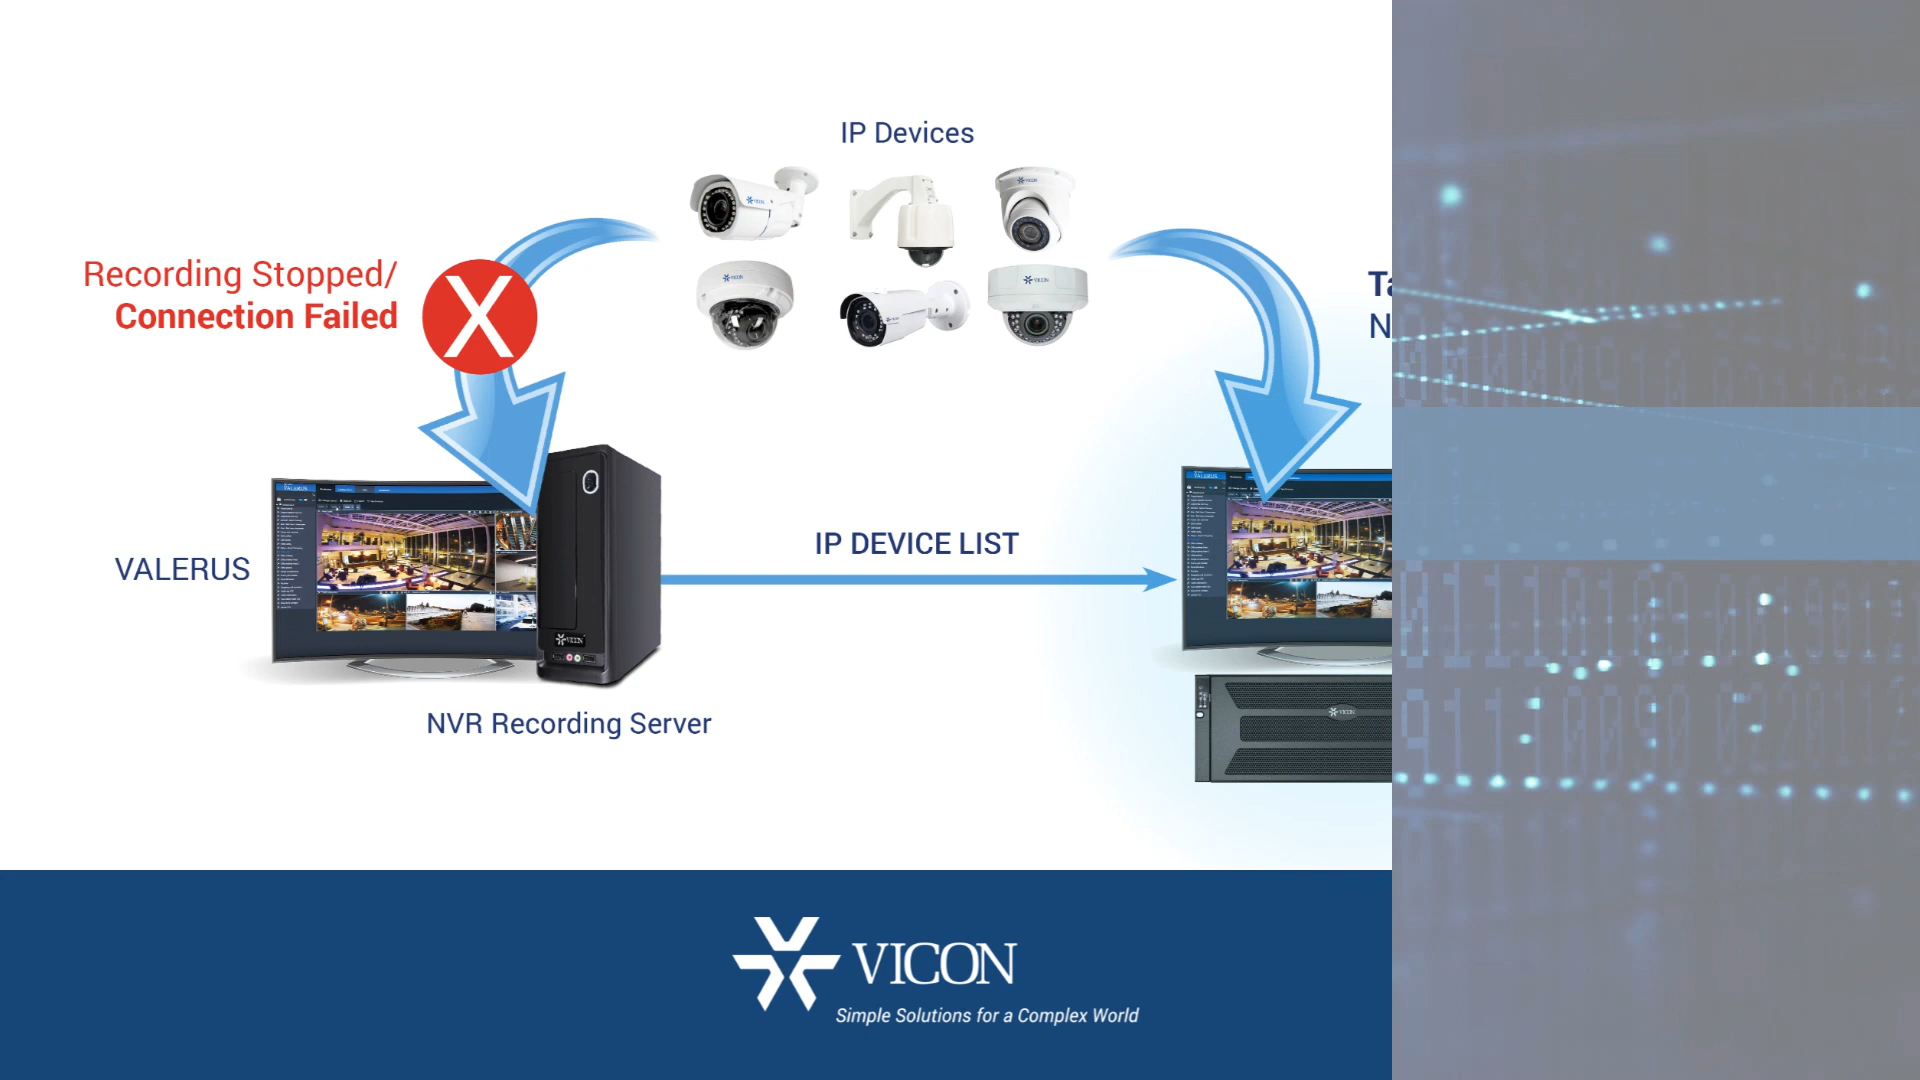 IP Devices
Recording Stopped/
Connection Failed
VALERUS
IP DEVICE LIST
NVR Recording Server
VICON
Simple Solutions for a Complex World